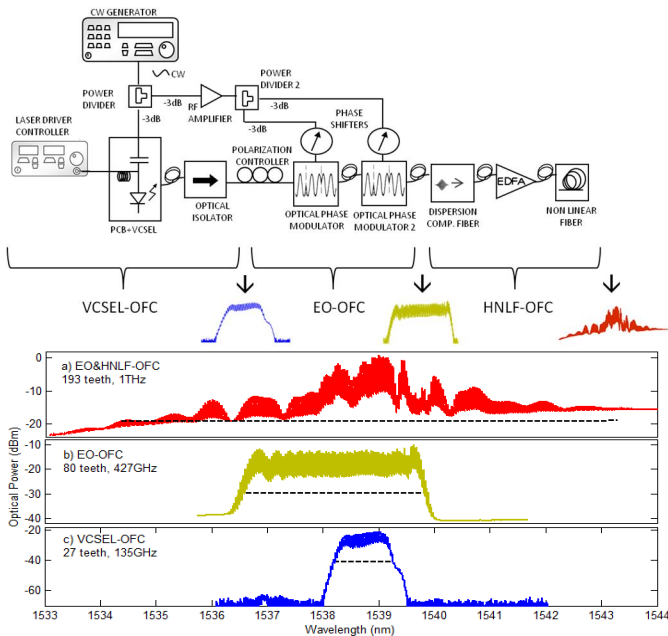 CW GENERATOR
CW
POWER
DIVIDER
-3dB
-3dB
RF
AMPLIFIER
POWER
DIVIDER 2
-3dB
-3dB
PHASE
SHIFTERS
LASER DRIVER
CONTROLLER
POLARIZATION
CONTROLLER
PCB+VCSEL
OPTICAL
ISOLATOR
OPTICAL PHASE
MODULATOR
OPTICAL PHASE
MODULATOR 2
DISPERSION
COMP. FIBER
EDFA
NON LINEAR
FIBER
VCSEL-OFC
EO-OFC
HNLF-OFC
a) EO&HNLF-OFC
193 teeth, 1THz
0
-10
-20
b) EO-OFC
80 teeth, 427GHz
-10
-20
-30
-40
c) VCSEL-OFC
27 teeth, 135GHz
-20
-40
-60
Optical Power (dBm)
1533 1534 1535 1536 1537 1538 1539 1540 1541 1542 1543 1544
Wavelength (nm)